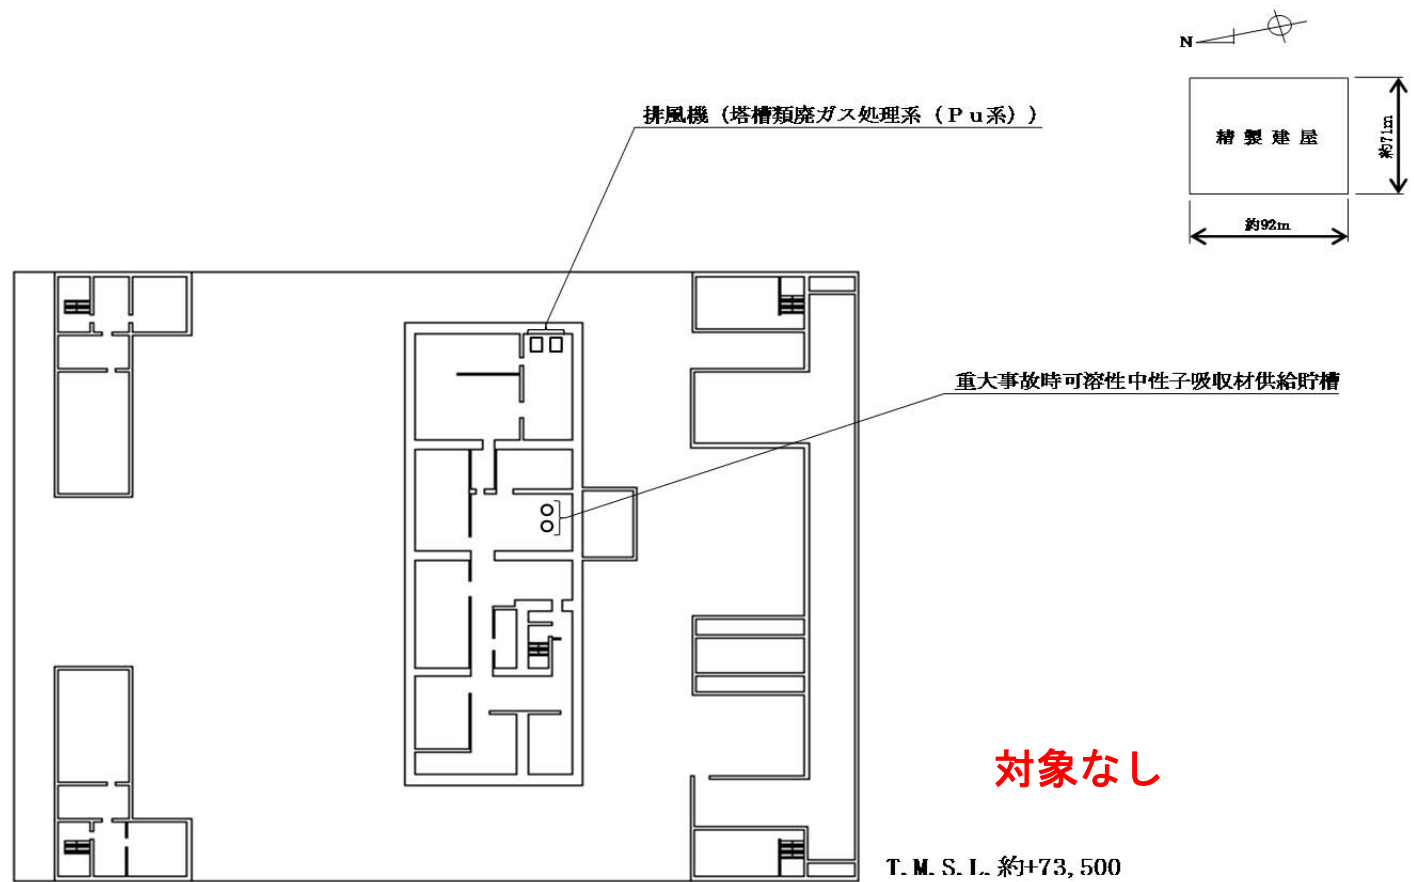 N
排風機（塔槽類廃ガス処理系（Ｐｕ系））
精製建屋
約71m
約92m
重大事故時可溶性中性子吸収材供給貯槽
対象なし
T.M.S.L.約+73,500